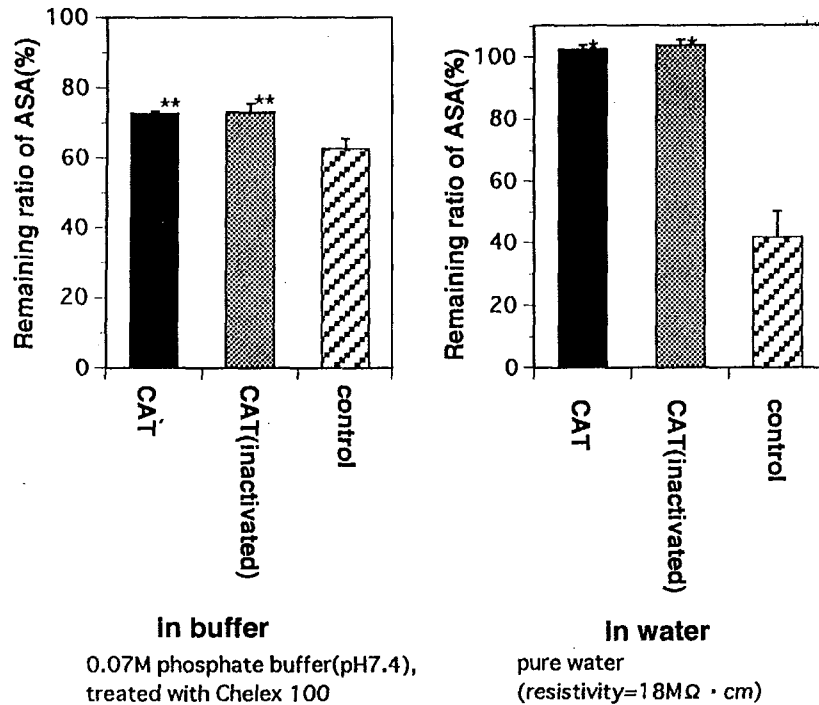 Remaining ratio of ASA(%)
100
80
60
40
20
0
**
**
CAT
CAT(inactivated)
control
In buffer
0.07M phosphate buffer(pH7.4),
treated with Chelex 100
Remaining ratio of ASA(%)
100
80
60
40
20
0
*
*
CAT
CAT(inactivated)
control
In water
pure water
(resistivity=18MΩ・cm)